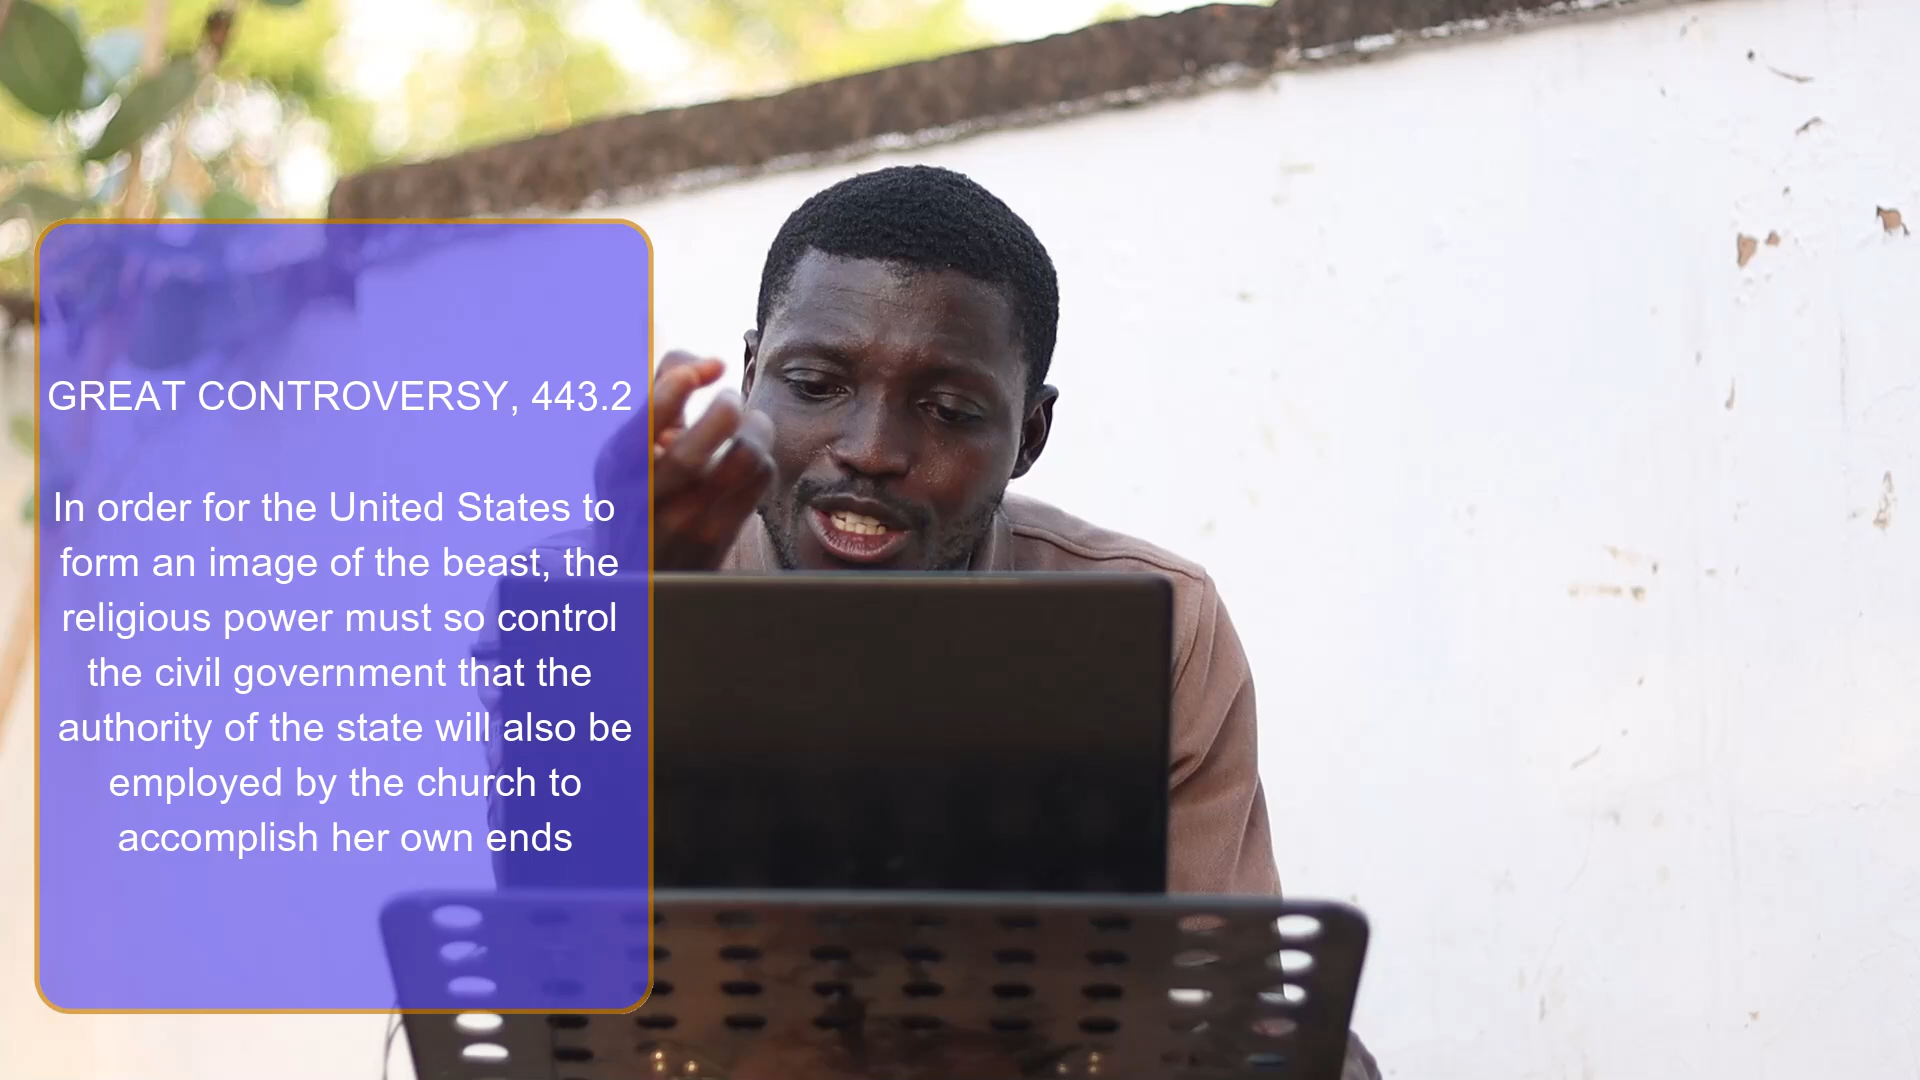 GREAT CONTROVERSY, 443.2
In order for the United States to
form an image of the beast, the
religious power must so control
the civil government that the
authority of the state will also be
employed by the church to
accomplish her own ends